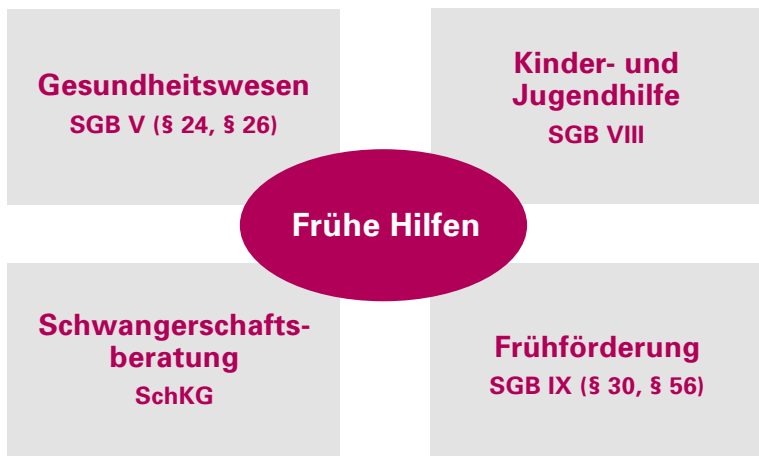 Gesundheitswesen
SGB V (§ 24, § 26)
Kinder- und
Jugendhilfe
SGB VIII
Frühe Hilfen
Schwangerschafts-
beratung
SchKG
Frühförderung
SGB IX (§ 30, § 56)